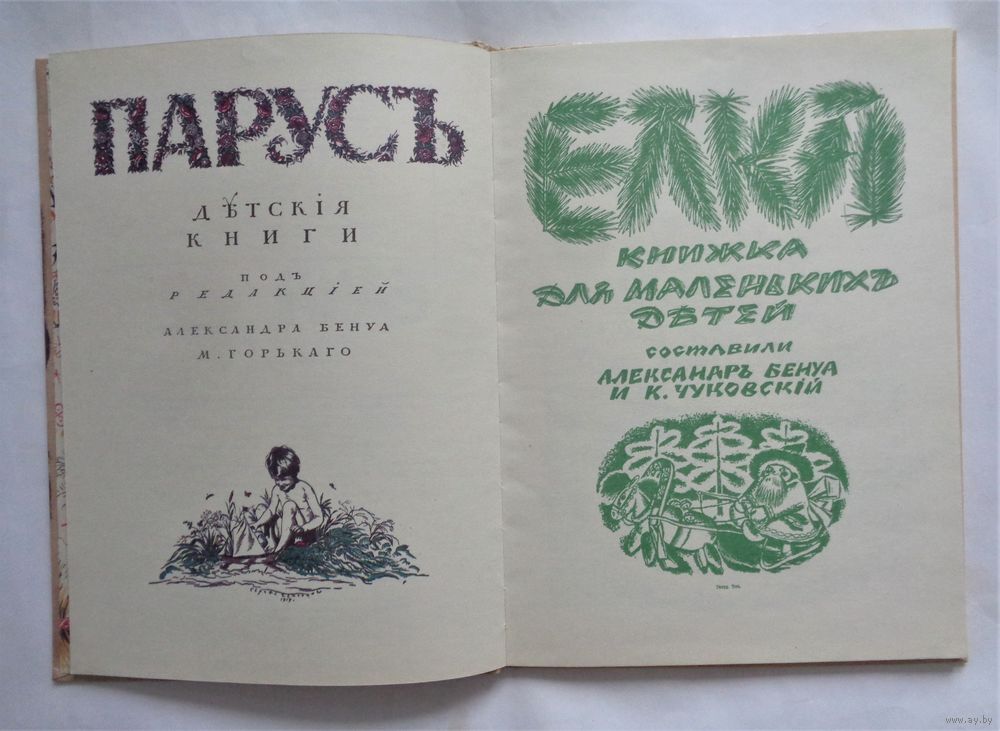 ПАРУСЪ
ДѢТСКІЯ
КНИГИ
ПОДЪ
РЕДАКЦІЕЙ
АЛЕКСАНДРА БЕНУА
М. ГОРЬКАГО
1917.
ЕЛКА
КНИЖКА
ДЛЯ МАЛЕНЬКИХЪ
ДѢТЕЙ
СОСТАВИЛИ
АЛЕКСАНДРЪ БЕНУА
И К. ЧУКОВСКІЙ
www.ay.by